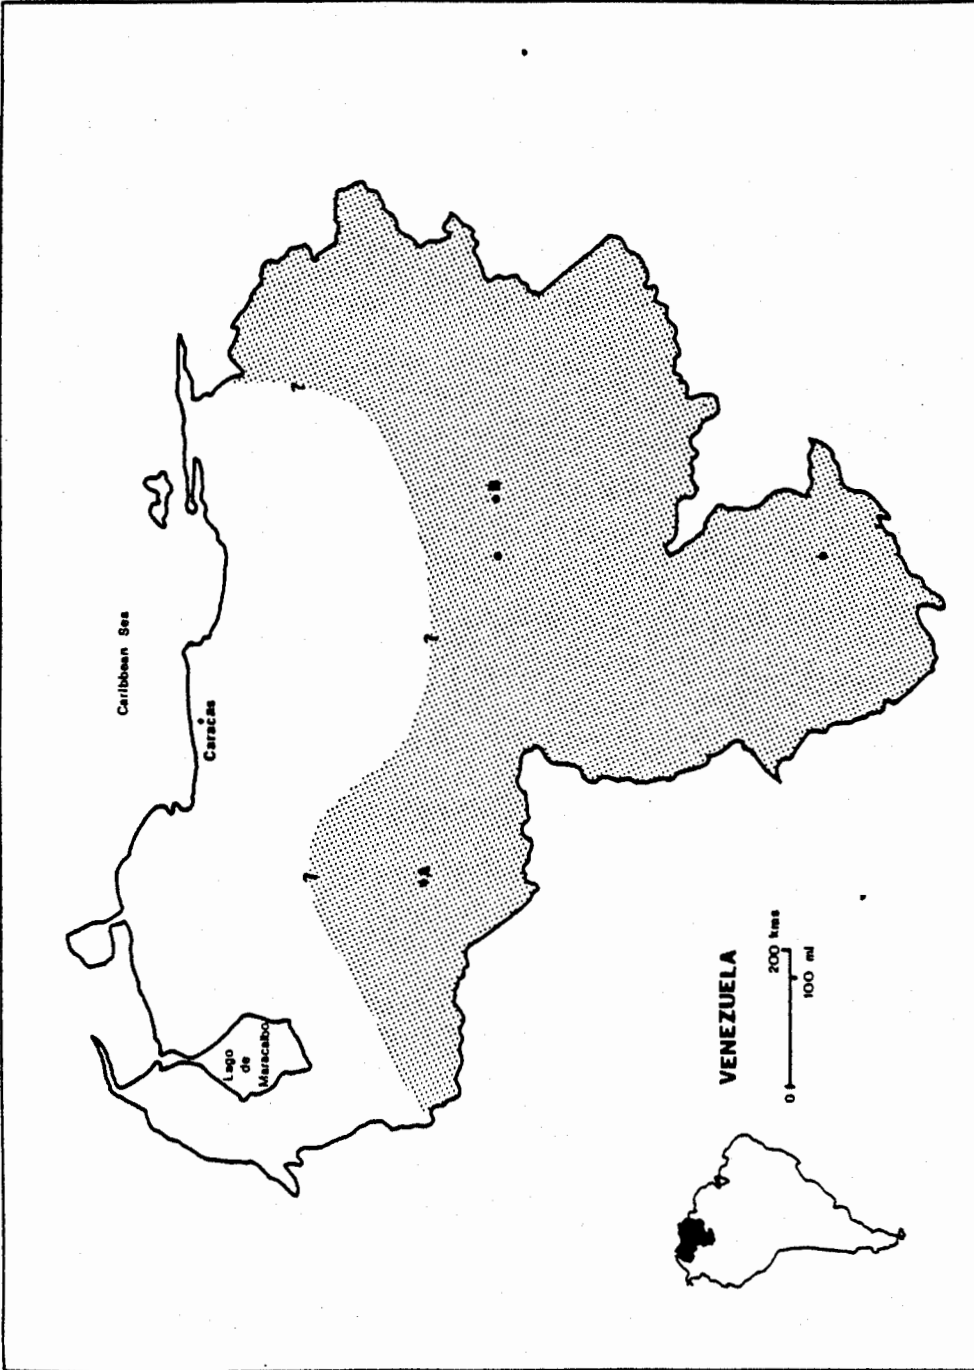 Caribbean Sea
Caracas
Lago
de
Maracaibo
?
?
?
A
B
VENEZUELA
0
200 kms
100 mi